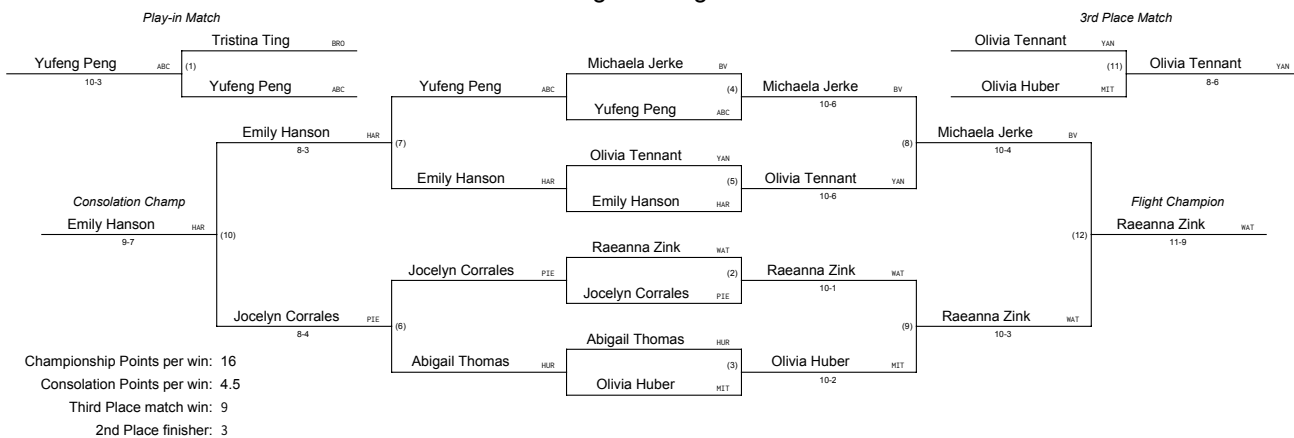 Play-in Match
3rd Place Match
Tristina Ting BRO
Olivia Tennant YAN
Yufeng Peng ABC (1)
Michaela Jerke BV
(11) Olivia Tennant YAN
10-3
8-6
Yufeng Peng ABC
Yufeng Peng ABC
(4) Michaela Jerke BV
Olivia Huber MIT
10-6
Yufeng Peng ABC
Emily Hanson HAR
Michaela Jerke BV
8-3
(7)
(8)
10-4
Olivia Tennant YAN
Emily Hanson HAR
(5) Olivia Tennant YAN
10-6
Emily Hanson HAR
Consolation Champ
Flight Champion
Emily Hanson HAR
Raeanna Zink WAT
9-7
(10)
(12)
11-9
Raeanna Zink WAT
Jocelyn Corrales PIE
(2) Raeanna Zink WAT
10-1
Jocelyn Corrales PIE
Jocelyn Corrales PIE
Raeanna Zink WAT
8-4
(6)
(9)
10-3
Abigail Thomas HUR
Abigail Thomas HUR
(3) Olivia Huber MIT
10-2
Olivia Huber MIT
Championship Points per win: 16
Consolation Points per win: 4.5
Third Place match win: 9
2nd Place finisher: 3